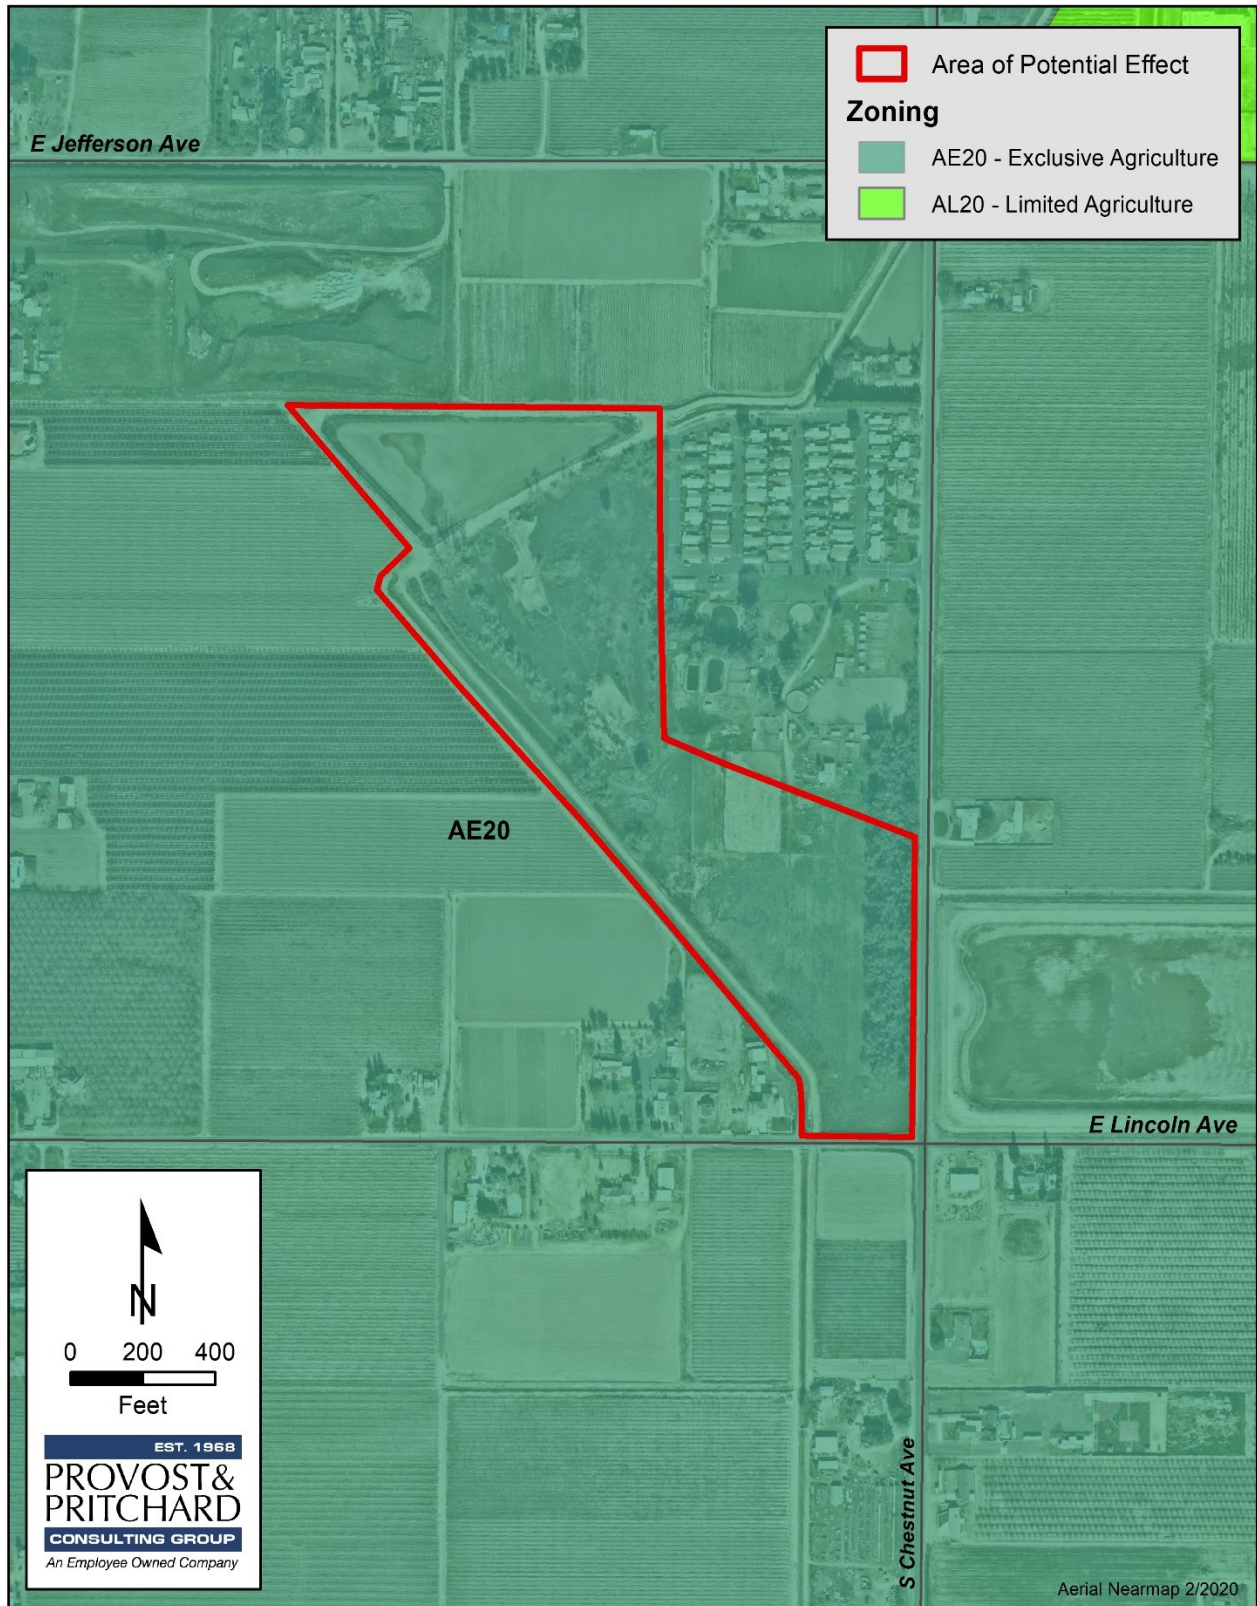 Area of Potential Effect
Zoning
AE20 - Exclusive Agriculture
AL20 - Limited Agriculture
E Jefferson Ave
AE20
E Lincoln Ave
N
0 200 400
Feet
EST. 1968
PROVOST&
PRITCHARD
CONSULTING GROUP
An Employee Owned Company
S Chestnut Ave
Aerial Nearmap 2/2020